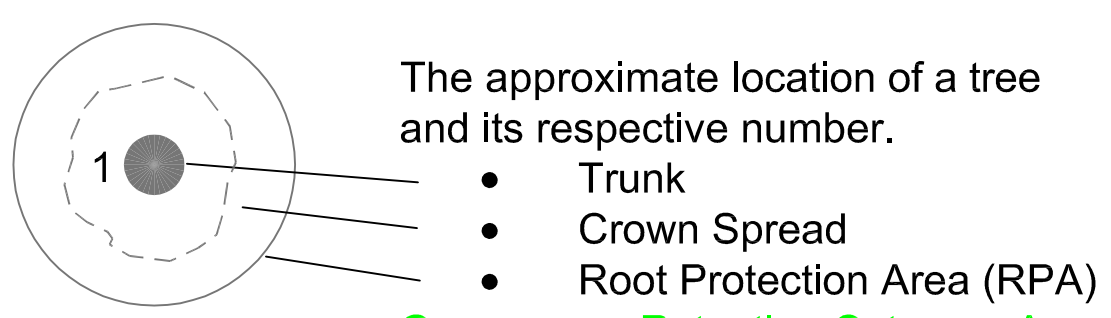 The approximate location of a tree
and its respective number.
1
● Trunk
● Crown Spread
● Root Protection Area (RPA)